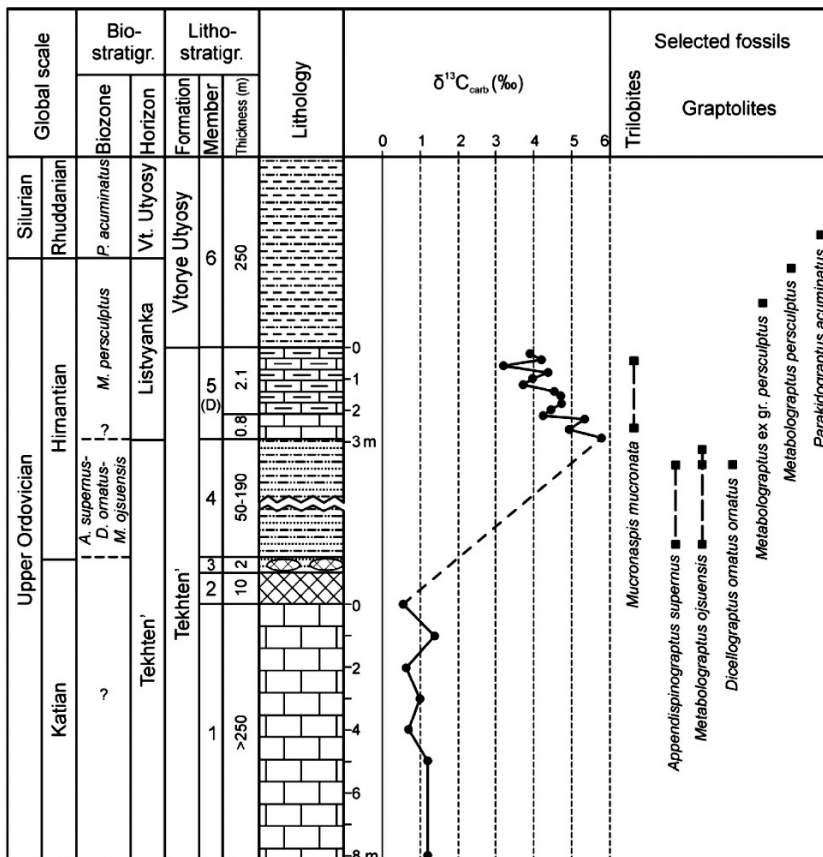 Global scale
Bio-
stratigr.
Litho-
stratigr.
Biozone
Horizon
Formation
Member
Thickness (m)
Lithology
δ¹³C carb (‰)
0 1 2 3 4 5 6
Selected fossils
Trilobites
Graptolites
Silurian
Rhuddanian
P. acuminatus
Vt. Utyosy
Vtorye Utyosy
6
250
Upper Ordovician
Hirnantian
M. persculptus
?
Listvyanka
5
(D)
2.1
0.8
0
1
2
3 m
A. supernus-
D. ornatus-
M. ojsuensis
4
50-190
3
2
2
10
Katian
?
Tekhten'
Tekhten'
1
>250
0
2
4
6
8 m
Mucronaspis mucronata
Appendispinograptus supernus
Metabolograptus ojsuensis
Dicellograptus ornatus ornatus
Metabolograptus ex gr. persculptus
Metabolograptus persculptus
Parakidograptus acuminatus